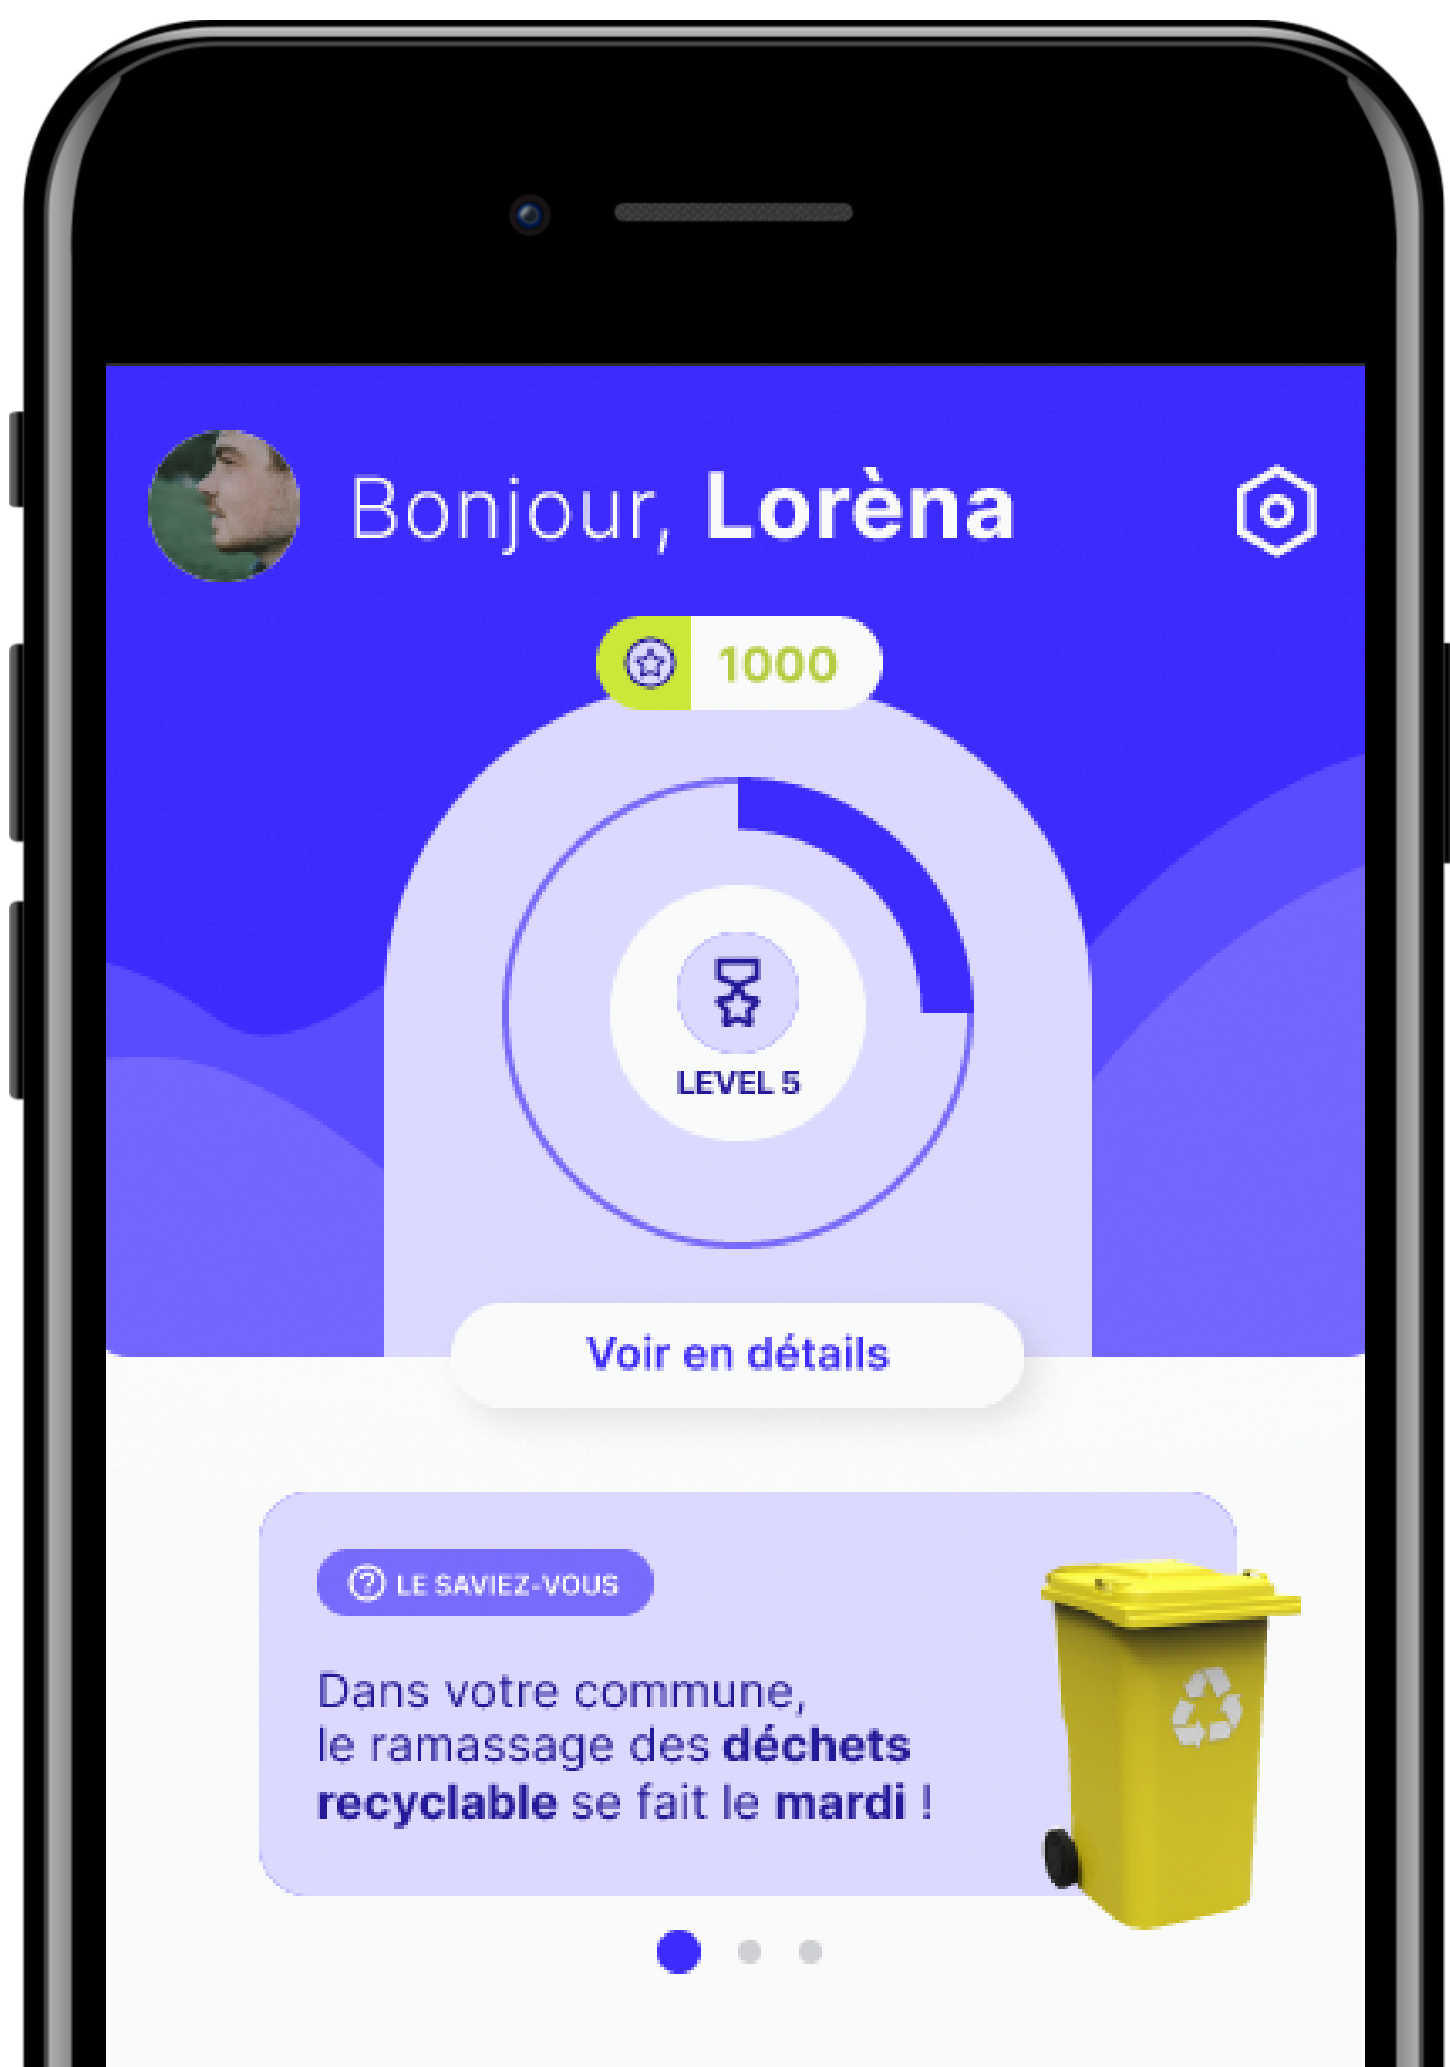 Bonjour, Lorèna
1000
LEVEL 5
Voir en détails
LE SAVIEZ-VOUS
Dans votre commune,
le ramassage des déchets
recyclable se fait le mardi !